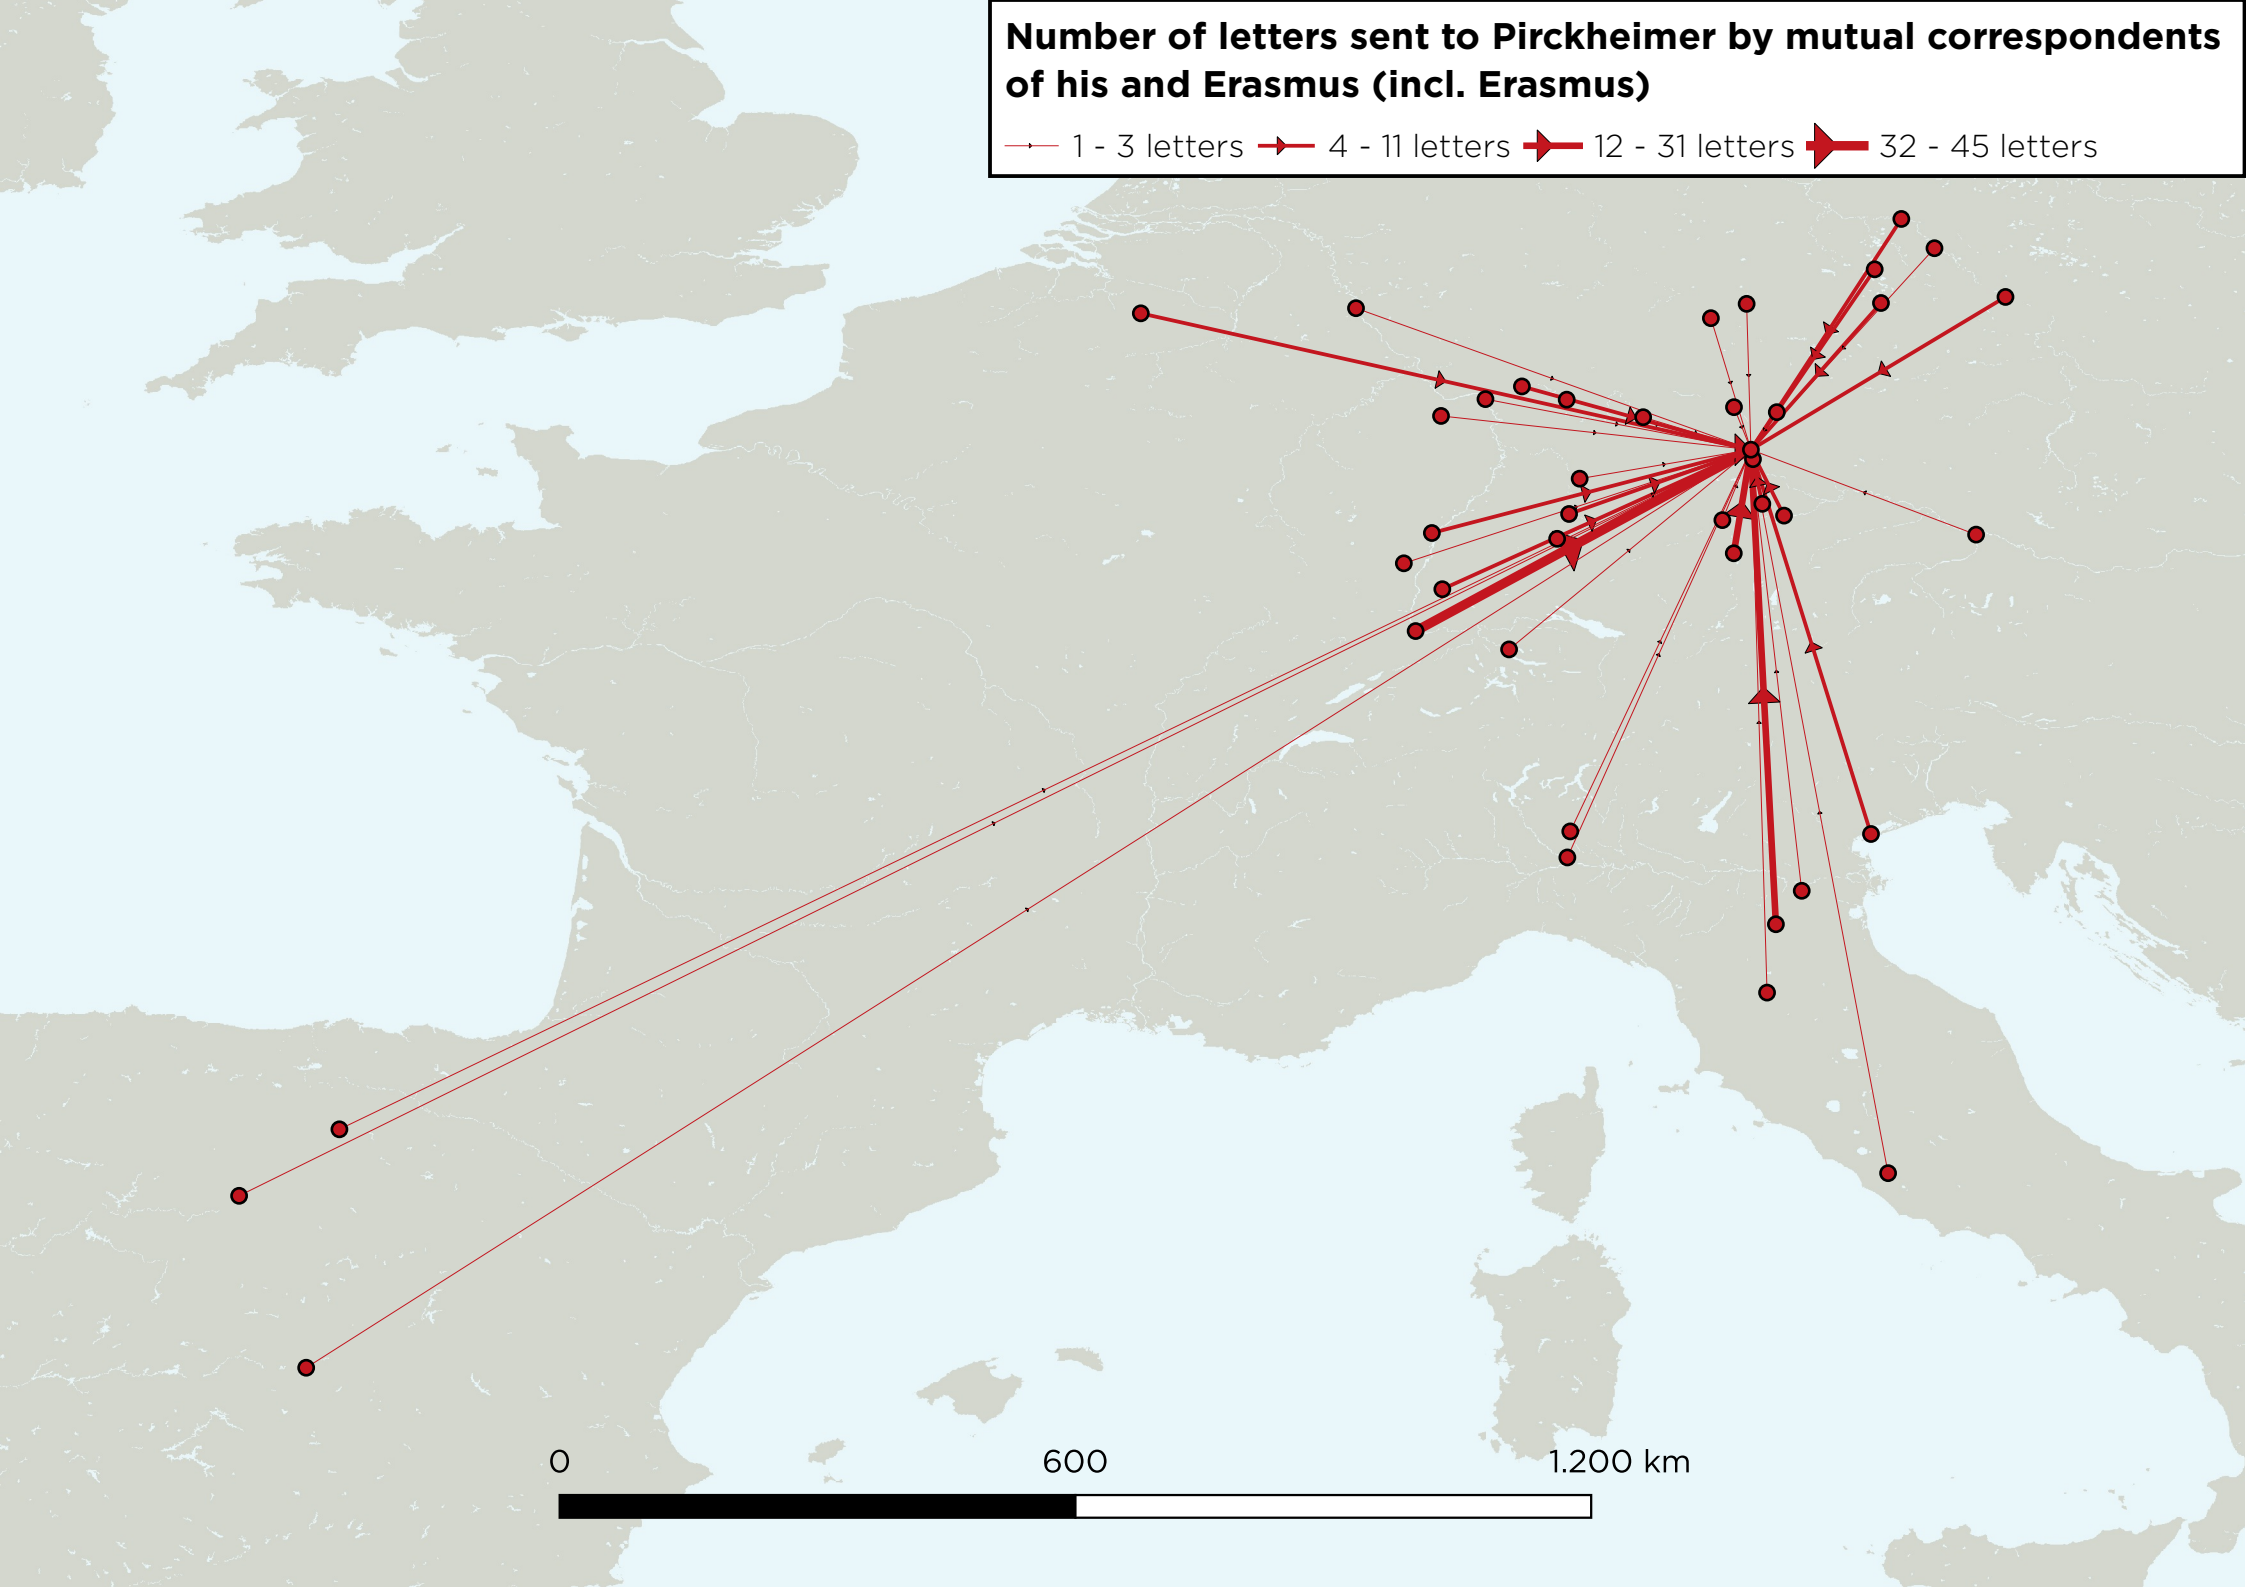 Number of letters sent to Pirckheimer by mutual correspondents
of his and Erasmus (incl. Erasmus)
1 - 3 letters 4 - 11 letters 12 - 31 letters 32 - 45 letters
0 600 1.200 km